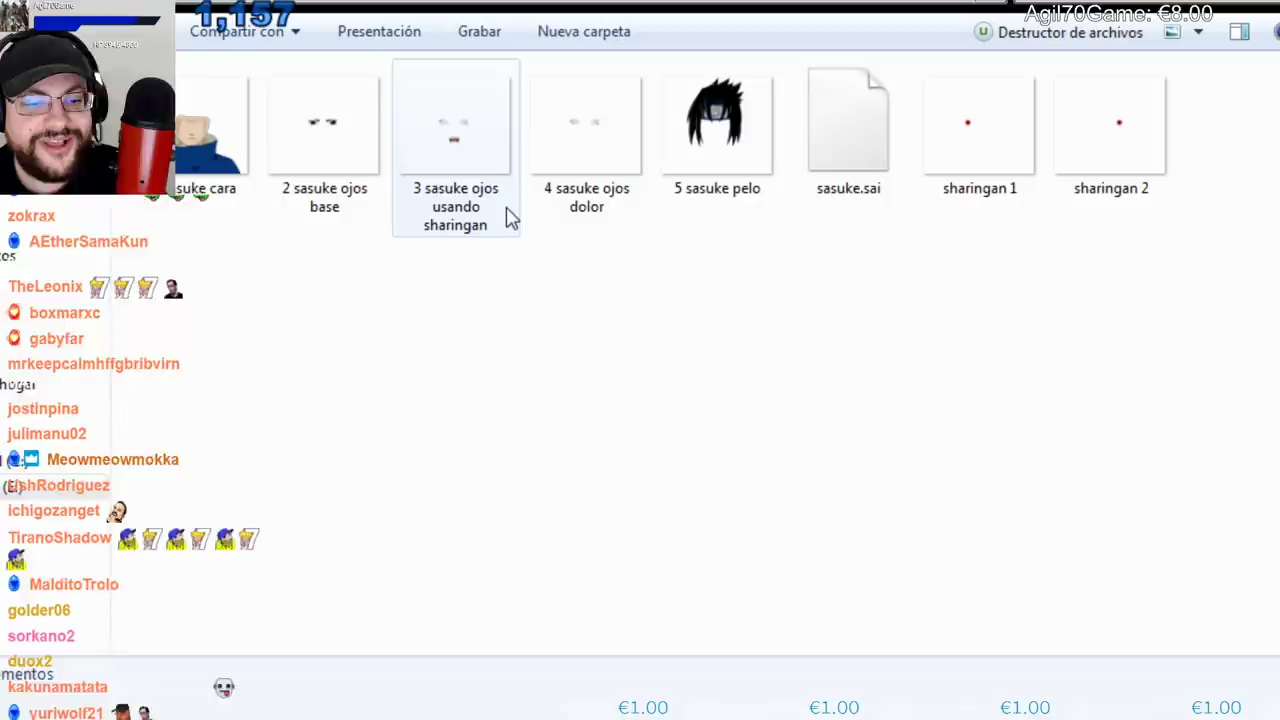 Agil70Game
1,157
Agil70Game: €8.00
Compartir con
Presentación
Grabar
Nueva carpeta
Destructor de archivos
suke cara
2 sasuke ojos
base
3 sasuke ojos
usando
sharingan
4 sasuke ojos
dolor
5 sasuke pelo
sasuke.sai
sharingan 1
sharingan 2
zokrax
AEtherSamaKun
TheLeonix
boxmarxc
gabyfar
mrkeepcalmhffgbribvirn
hogar
jostinpina
julimanu02
Meowmeowmokka
ichigozanget
TiranoShadow
MalditoTrolo
golder06
sorkano2
duox2
mentos
kakunamatata
yuriwolf21
€1.00
€1.00
€1.00
€1.00